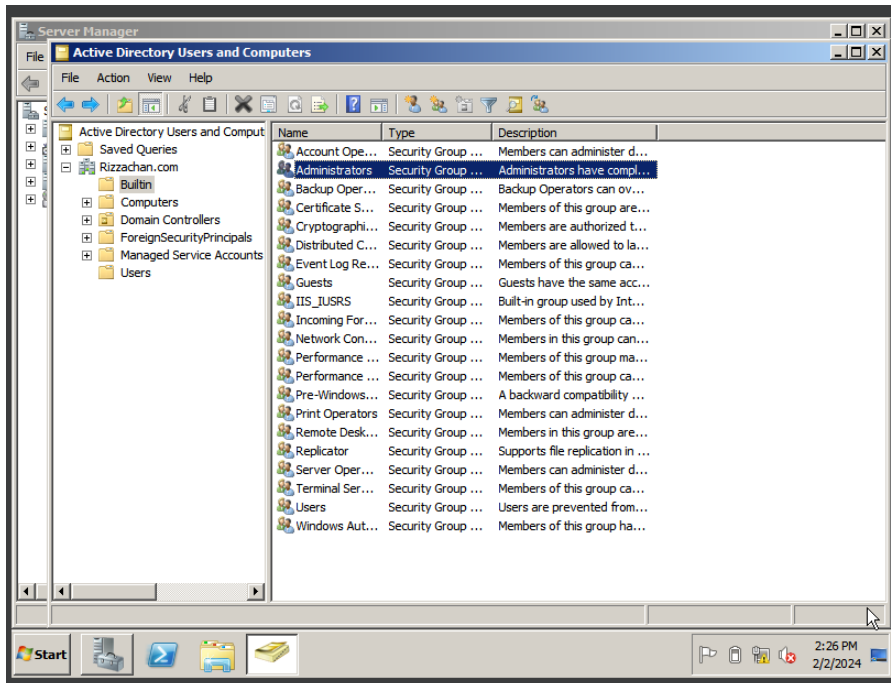 Server Manager
File
Active Directory Users and Computers
File Action View Help
Active Directory Users and Comput
Saved Queries
Rizzachan.com
Builtin
Computers
Domain Controllers
ForeignSecurityPrincipals
Managed Service Accounts
Users
Name Type Description
Account Ope... Security Group ... Members can administer d...
Administrators Security Group ... Administrators have compl...
Backup Oper... Security Group ... Backup Operators can ov...
Certificate S... Security Group ... Members of this group are...
Cryptographi... Security Group ... Members are authorized t...
Distributed C... Security Group ... Members are allowed to la...
Event Log Re... Security Group ... Members of this group ca...
Guests Security Group ... Guests have the same acc...
IIS_IUSRS Security Group ... Built-in group used by Int...
Incoming For... Security Group ... Members of this group ca...
Network Con... Security Group ... Members in this group can...
Performance ... Security Group ... Members of this group ma...
Performance ... Security Group ... Members of this group ca...
Pre-Windows... Security Group ... A backward compatibility ...
Print Operators Security Group ... Members can administer d...
Remote Desk... Security Group ... Members in this group are...
Replicator Security Group ... Supports file replication in ...
Server Oper... Security Group ... Members can administer d...
Terminal Ser... Security Group ... Members of this group ca...
Users Security Group ... Users are prevented from...
Windows Aut... Security Group ... Members of this group ha...
Start
2:26 PM
2/2/2024